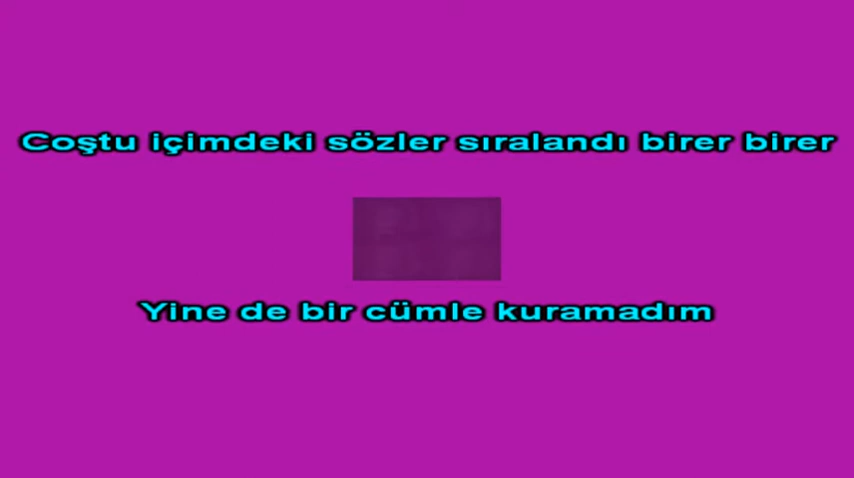 Coştu içimdeki sözler sıralandı birer birer
Yine de bir cümle kuramadım